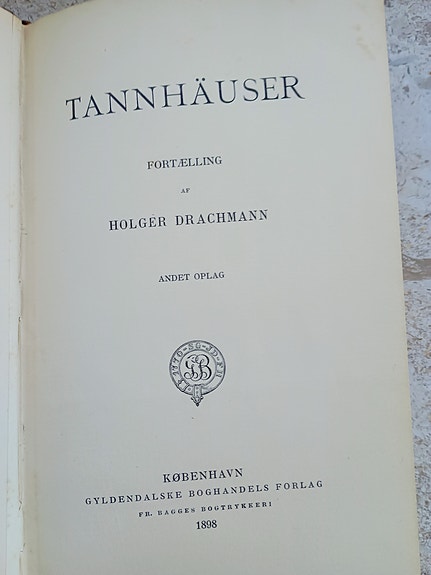 TANNHÄUSER
FORTÆLLING
AF
HOLGER DRACHMANN
ANDET OPLAG
KØBENHAVN
GYLDENDALSKE BOGHANDELS FORLAG
FR. BAGGES BOGTRYKKERI
1898